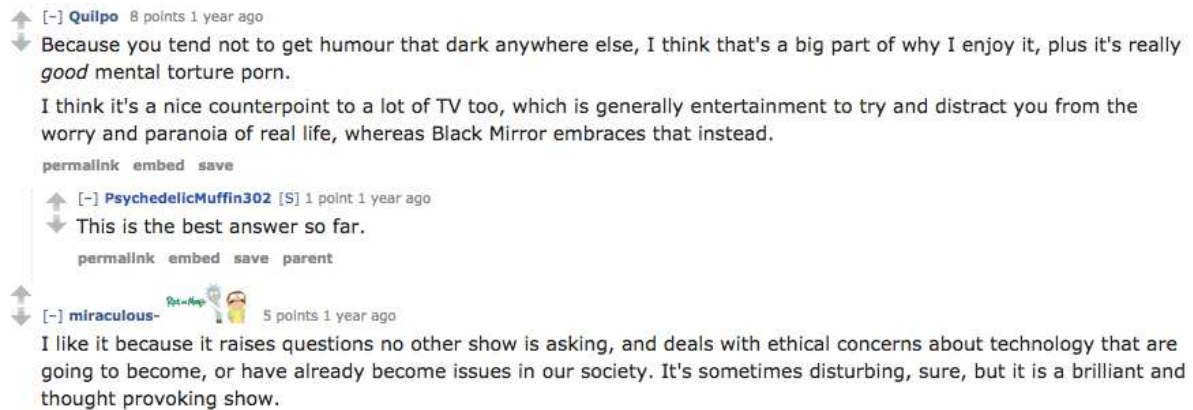 [-] Quilpo 8 points 1 year ago
Because you tend not to get humour that dark anywhere else, I think that's a big part of why I enjoy it, plus it's really
good mental torture porn.
I think it's a nice counterpoint to a lot of TV too, which is generally entertainment to try and distract you from the
worry and paranoia of real life, whereas Black Mirror embraces that instead.
permalink embed save
[-] PsychedelicMuffin302 [S] 1 point 1 year ago
This is the best answer so far.
permalink embed save parent
[-] miraculous- 5 points 1 year ago
I like it because it raises questions no other show is asking, and deals with ethical concerns about technology that are
going to become, or have already become issues in our society. It's sometimes disturbing, sure, but it is a brilliant and
thought provoking show.